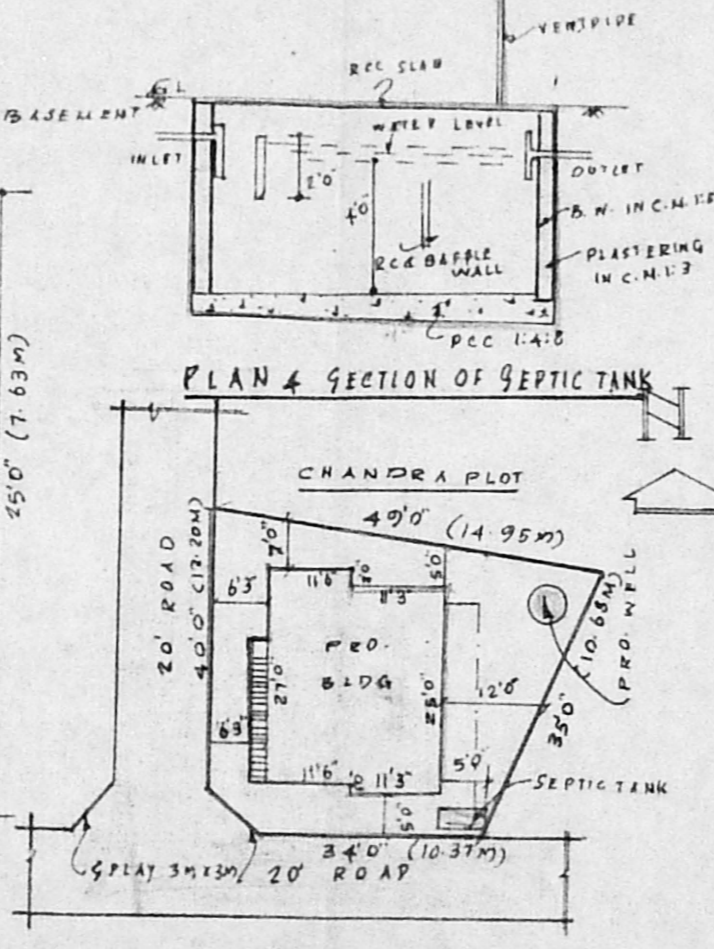 VENTPIPE
RCC SLAB
G L
BASEMENT
WATER LEVEL
INLET
OUTLET
2'0"
4'0"
B.W. IN C.M. 1:6
RCC BAFFLE
WALL
PLASTERING
IN C.M.1:3
PCC 1:4:8
PLAN & SECTION OF SEPTIC TANK
25'0" (7.63M)
CHANDRA PLOT
49'0" (14.95M)
20' ROAD
40'0" (12.20M)
7'0"
6'3"
11'6"
11'3"
5'0"
PRO.
BLDG
27'0"
25'0"
12'0"
(10.68M)
35'0"
PRO. WELL
6'3"
11'6"
11'3"
5'0"
5'0"
SEPTIC TANK
34'0" (10.37M)
SPLAY 3MX3M
20' ROAD